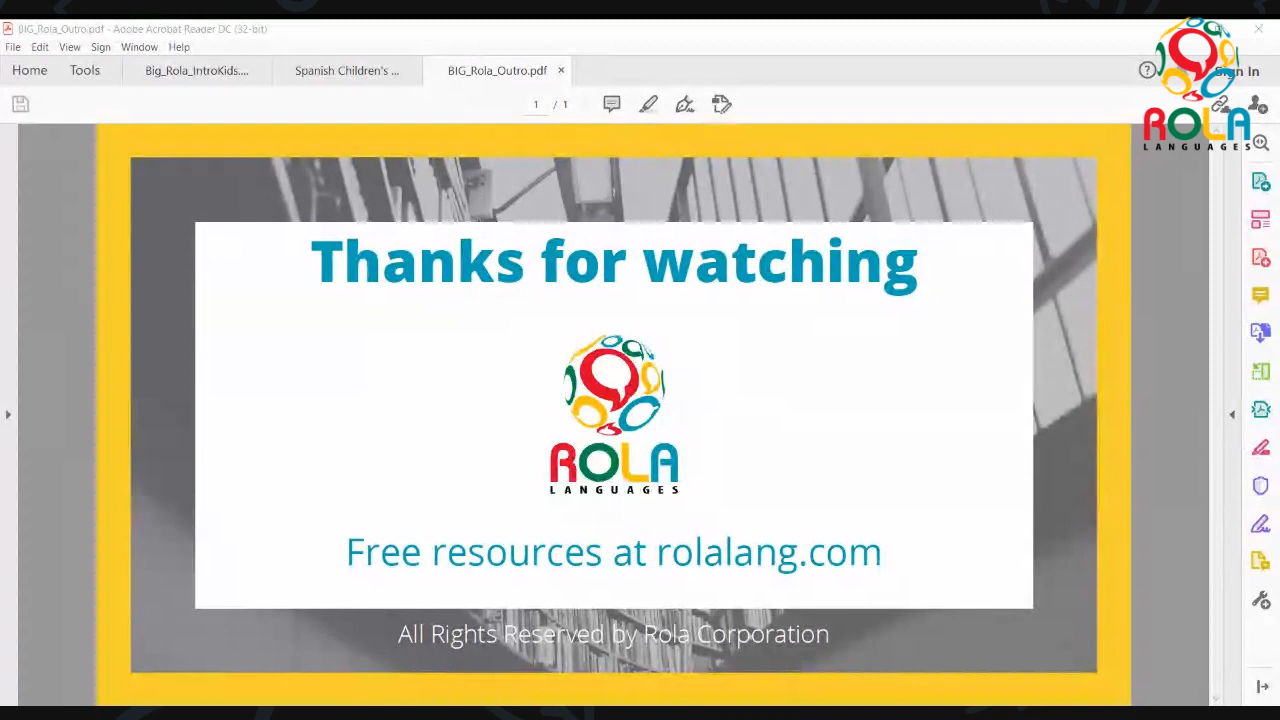 BIG_Rola_Outro.pdf - Adobe Acrobat Reader DC (32-bit)
File Edit View Sign Window Help
Home Tools Big_Rola_IntroKids.... Spanish Children's ... BIG_Rola_Outro.pdf × ? Sign In
1 / 1
ROLA
LANGUAGES
Thanks for watching
ROLA
LANGUAGES
Free resources at rolalang.com
All Rights Reserved by Rola Corporation